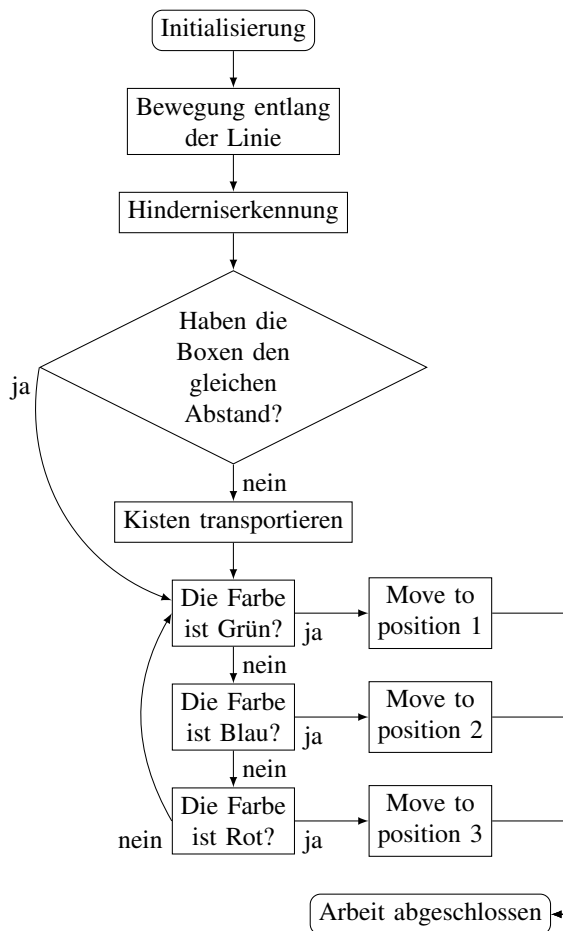 Initialisierung
Bewegung entlang
der Linie
Hinderniserkennung
Haben die
Boxen den
gleichen
Abstand?
ja
nein
Kisten transportieren
Die Farbe
ist Grün?
ja
Move to
position 1
nein
Die Farbe
ist Blau?
ja
Move to
position 2
nein
Die Farbe
ist Rot?
nein
ja
Move to
position 3
Arbeit abgeschlossen